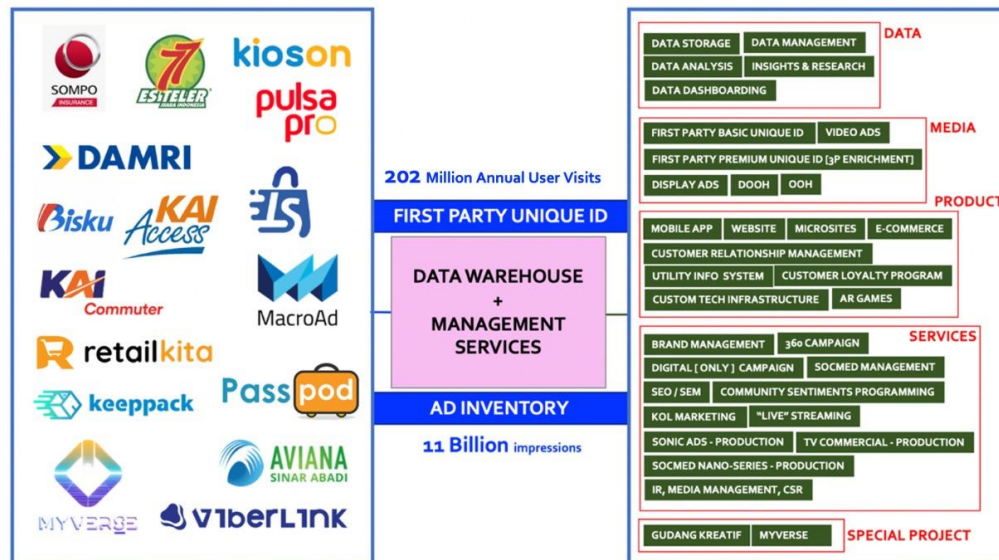 SOMPO
INSURANCE
77
ES TELER
JUARA INDONESIA
kioson
pulsa
pro
DAMRI
Bisku
KAI
Access
LS
KAI
Commuter
MacroAd
retailkita
keeppack
Pass pod
MYVERSE
AVIANA
SINAR ABADI
VIberLInk
202 Million Annual User Visits
FIRST PARTY UNIQUE ID
DATA WAREHOUSE
+
MANAGEMENT
SERVICES
AD INVENTORY
11 Billion impressions
DATA
DATA STORAGE DATA MANAGEMENT
DATA ANALYSIS INSIGHTS & RESEARCH
DATA DASHBOARDING
MEDIA
FIRST PARTY BASIC UNIQUE ID VIDEO ADS
FIRST PARTY PREMIUM UNIQUE ID [3P ENRICHMENT]
DISPLAY ADS DOOH OOH
PRODUCT
MOBILE APP WEBSITE MICROSITES E-COMMERCE
CUSTOMER RELATIONSHIP MANAGEMENT
UTILITY INFO SYSTEM CUSTOMER LOYALTY PROGRAM
CUSTOM TECH INFRASTRUCTURE AR GAMES
SERVICES
BRAND MANAGEMENT 360 CAMPAIGN
DIGITAL [ ONLY ] CAMPAIGN SOCMED MANAGEMENT
SEO / SEM COMMUNITY SENTIMENTS PROGRAMMING
KOL MARKETING "LIVE" STREAMING
SONIC ADS - PRODUCTION TV COMMERCIAL - PRODUCTION
SOCMED NANO-SERIES - PRODUCTION
IR, MEDIA MANAGEMENT, CSR
GUDANG KREATIF MYVERSE
SPECIAL PROJECT